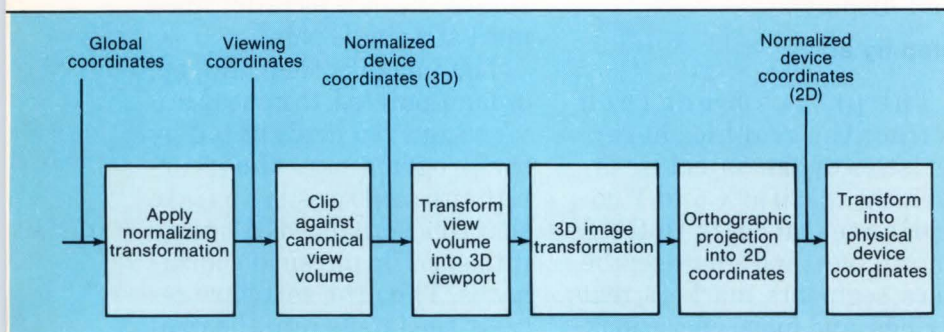 Global
coordinates
Viewing
coordinates
Normalized
device
coordinates (3D)
Normalized
device
coordinates
(2D)
Apply
normalizing
transformation
Clip
against
canonical
view
volume
Transform
view
volume
into 3D
viewport
3D image
transformation
Orthographic
projection
into 2D
coordinates
Transform
into
physical
device
coordinates